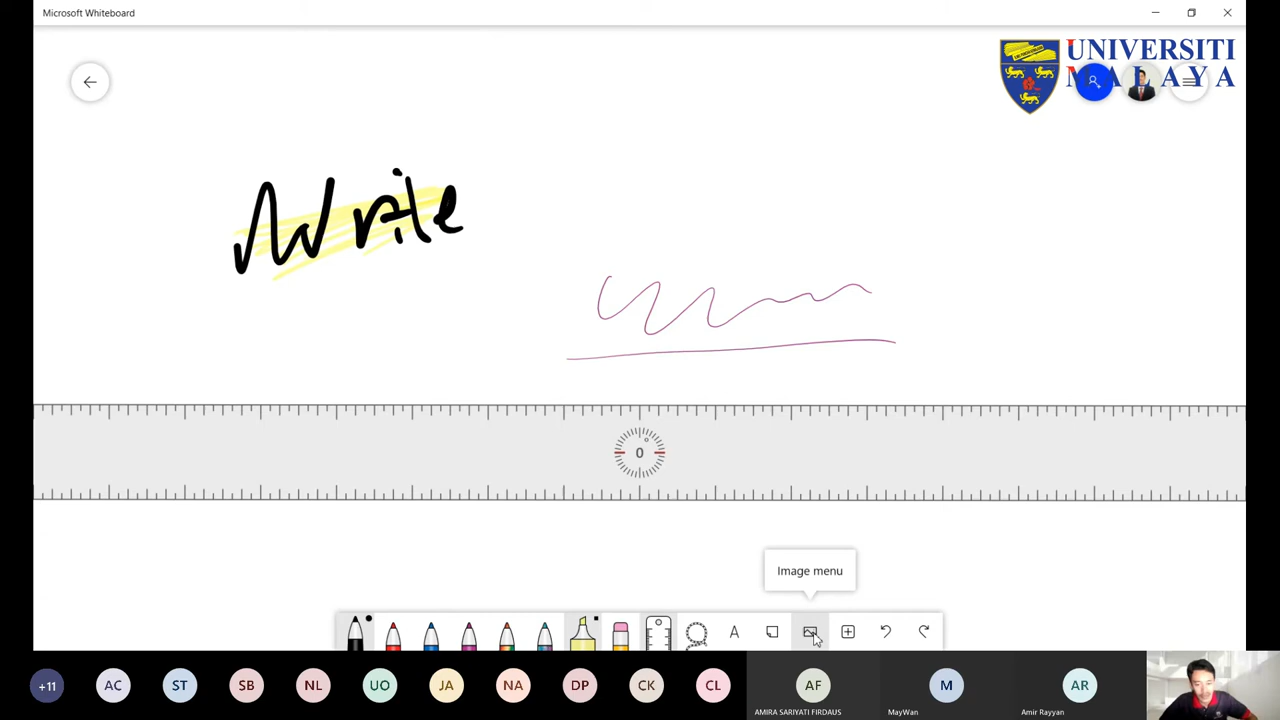 Microsoft Whiteboard
UNIVERSITI
MALAYA
Write
0°
Image menu
A
+11
AC
ST
SB
NL
UO
JA
NA
DP
CK
CL
AF
M
AR
AMIRA SARIYATI FIRDAUS
MayWan
Amir Rayyan